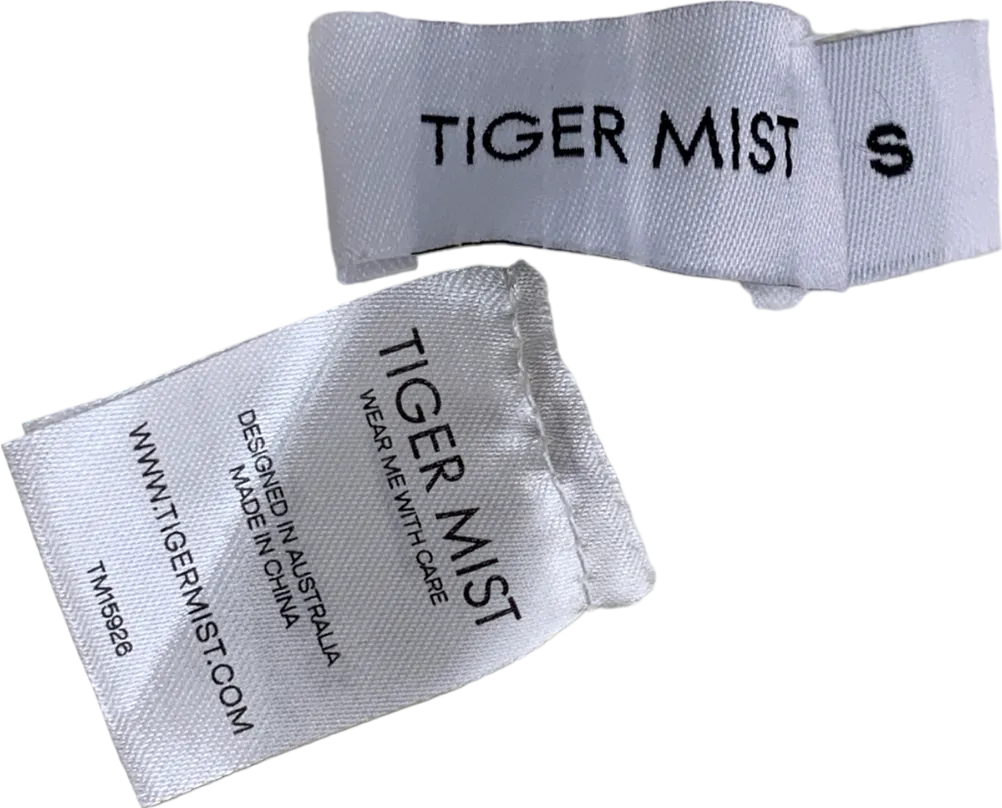 TIGER MIST
S
TIGER MIST
WEAR ME WITH CARE
DESIGNED IN AUSTRALIA
MADE IN CHINA
WWW.TIGERMIST.COM
TM15926